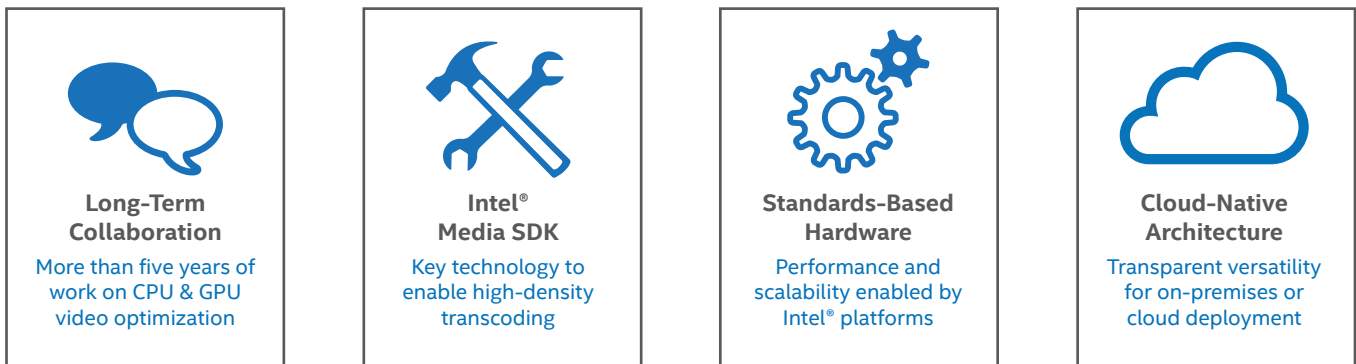 Long-Term
Collaboration
More than five years of
work on CPU & GPU
video optimization
Intel®
Media SDK
Key technology to
enable high-density
transcoding
Standards-Based
Hardware
Performance and
scalability enabled by
Intel® platforms
Cloud-Native
Architecture
Transparent versatility
for on-premises or
cloud deployment